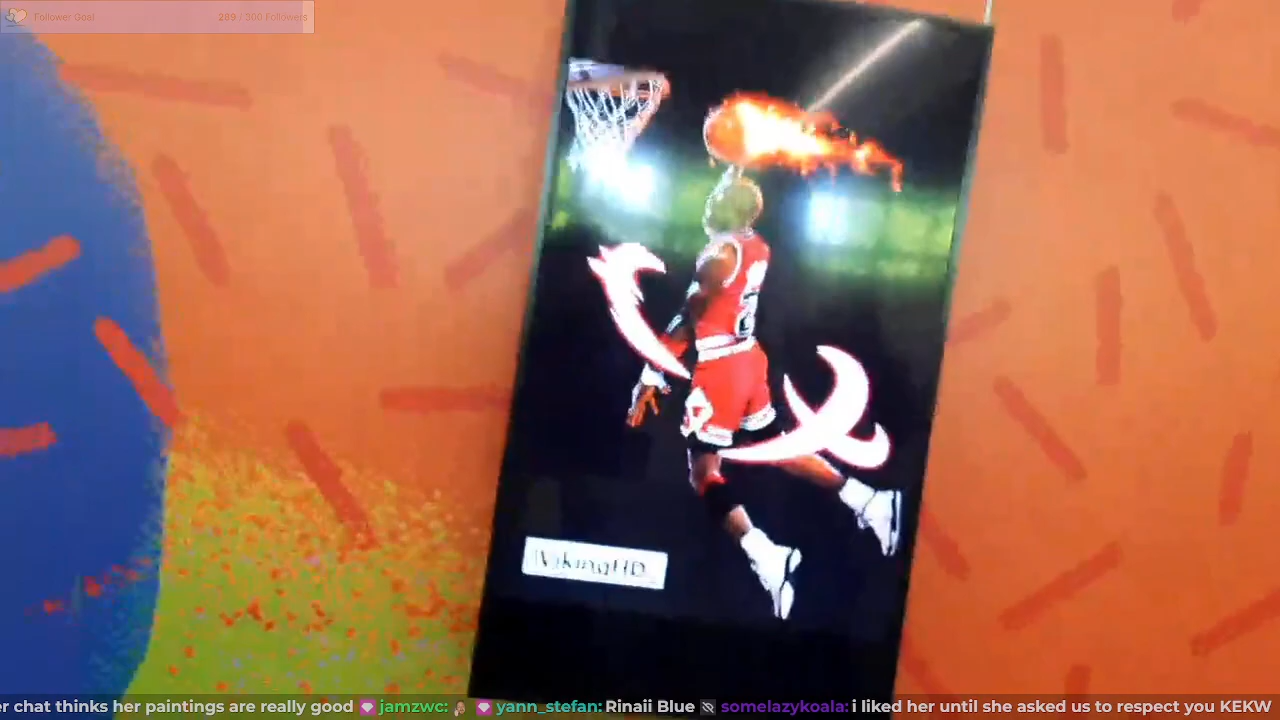 Follower Goal
289 / 300 Followers
er chat thinks her paintings are really good jamzwc: yann_stefan: Rinaii Blue somelazykoala: i liked her until she asked us to respect you KEKW